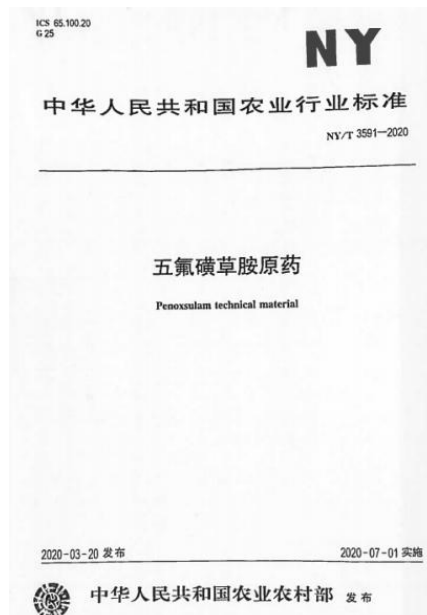 ICS 65.100.20
G 25
NY
中华人民共和国农业行业标准
NY/T 3591—2020
五氟磺草胺原药
Penoxsulam technical material
2020-03-20 发布
2020-07-01 实施
中华人民共和国农业农村部 发布